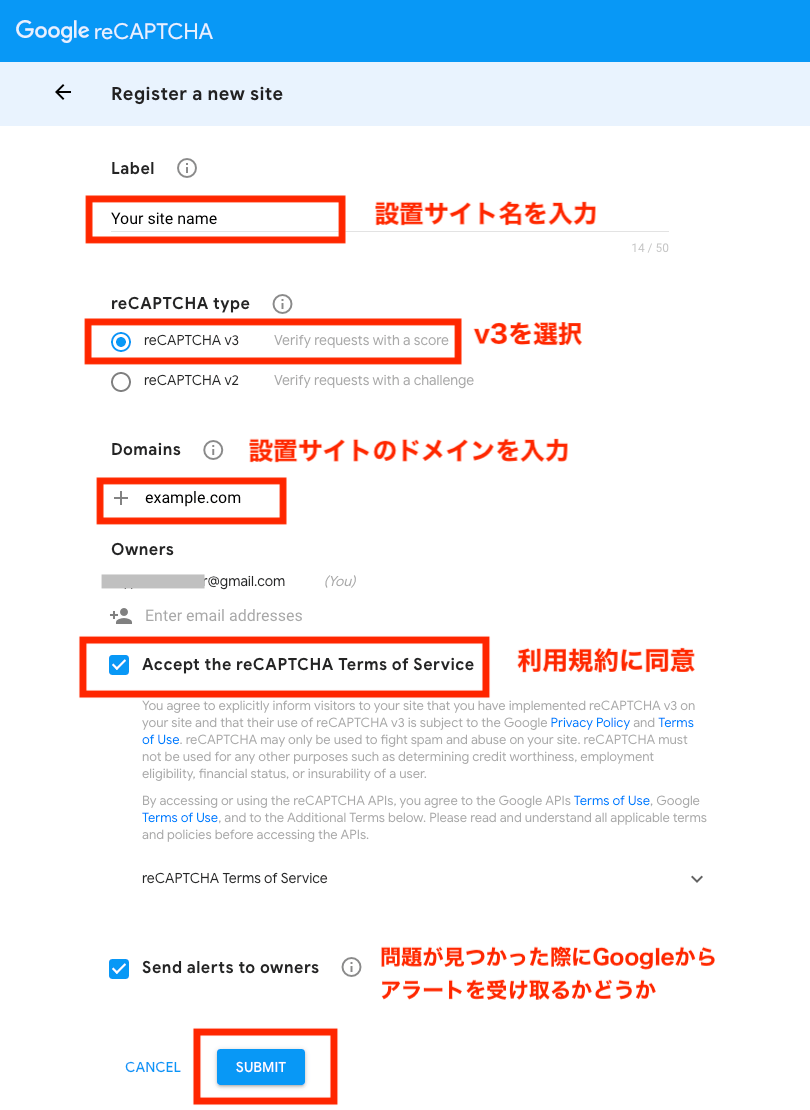 Google reCAPTCHA
Register a new site
Label
Your site name
設置サイト名を入力
14 / 50
reCAPTCHA type
reCAPTCHA v3 Verify requests with a score
v3を選択
reCAPTCHA v2 Verify requests with a challenge
Domains
設置サイトのドメインを入力
example.com
Owners
r@gmail.com (You)
Enter email addresses
Accept the reCAPTCHA Terms of Service
利用規約に同意
You agree to explicitly inform visitors to your site that you have implemented reCAPTCHA v3 on
your site and that their use of reCAPTCHA v3 is subject to the Google Privacy Policy and Terms
of Use. reCAPTCHA may only be used to fight spam and abuse on your site. reCAPTCHA must
not be used for any other purposes such as determining credit worthiness, employment
eligibility, financial status, or insurability of a user.
By accessing or using the reCAPTCHA APIs, you agree to the Google APIs Terms of Use, Google
Terms of Use, and to the Additional Terms below. Please read and understand all applicable terms
and policies before accessing the APIs.
reCAPTCHA Terms of Service
Send alerts to owners
問題が見つかった際にGoogleから
アラートを受け取るかどうか
CANCEL
SUBMIT